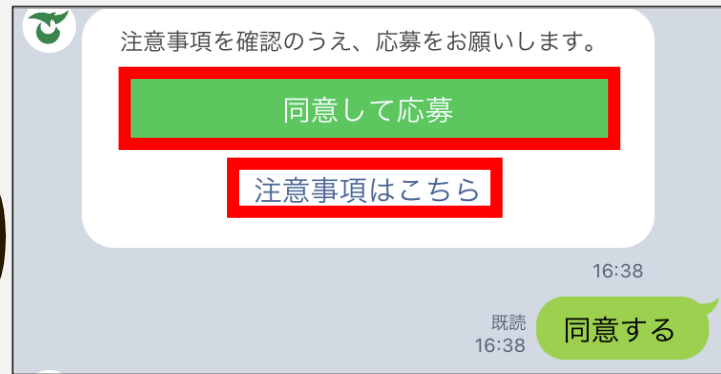 注意事項を確認のうえ、応募をお願いします。
同意して応募
注意事項はこちら
16:38
既読
16:38
同意する